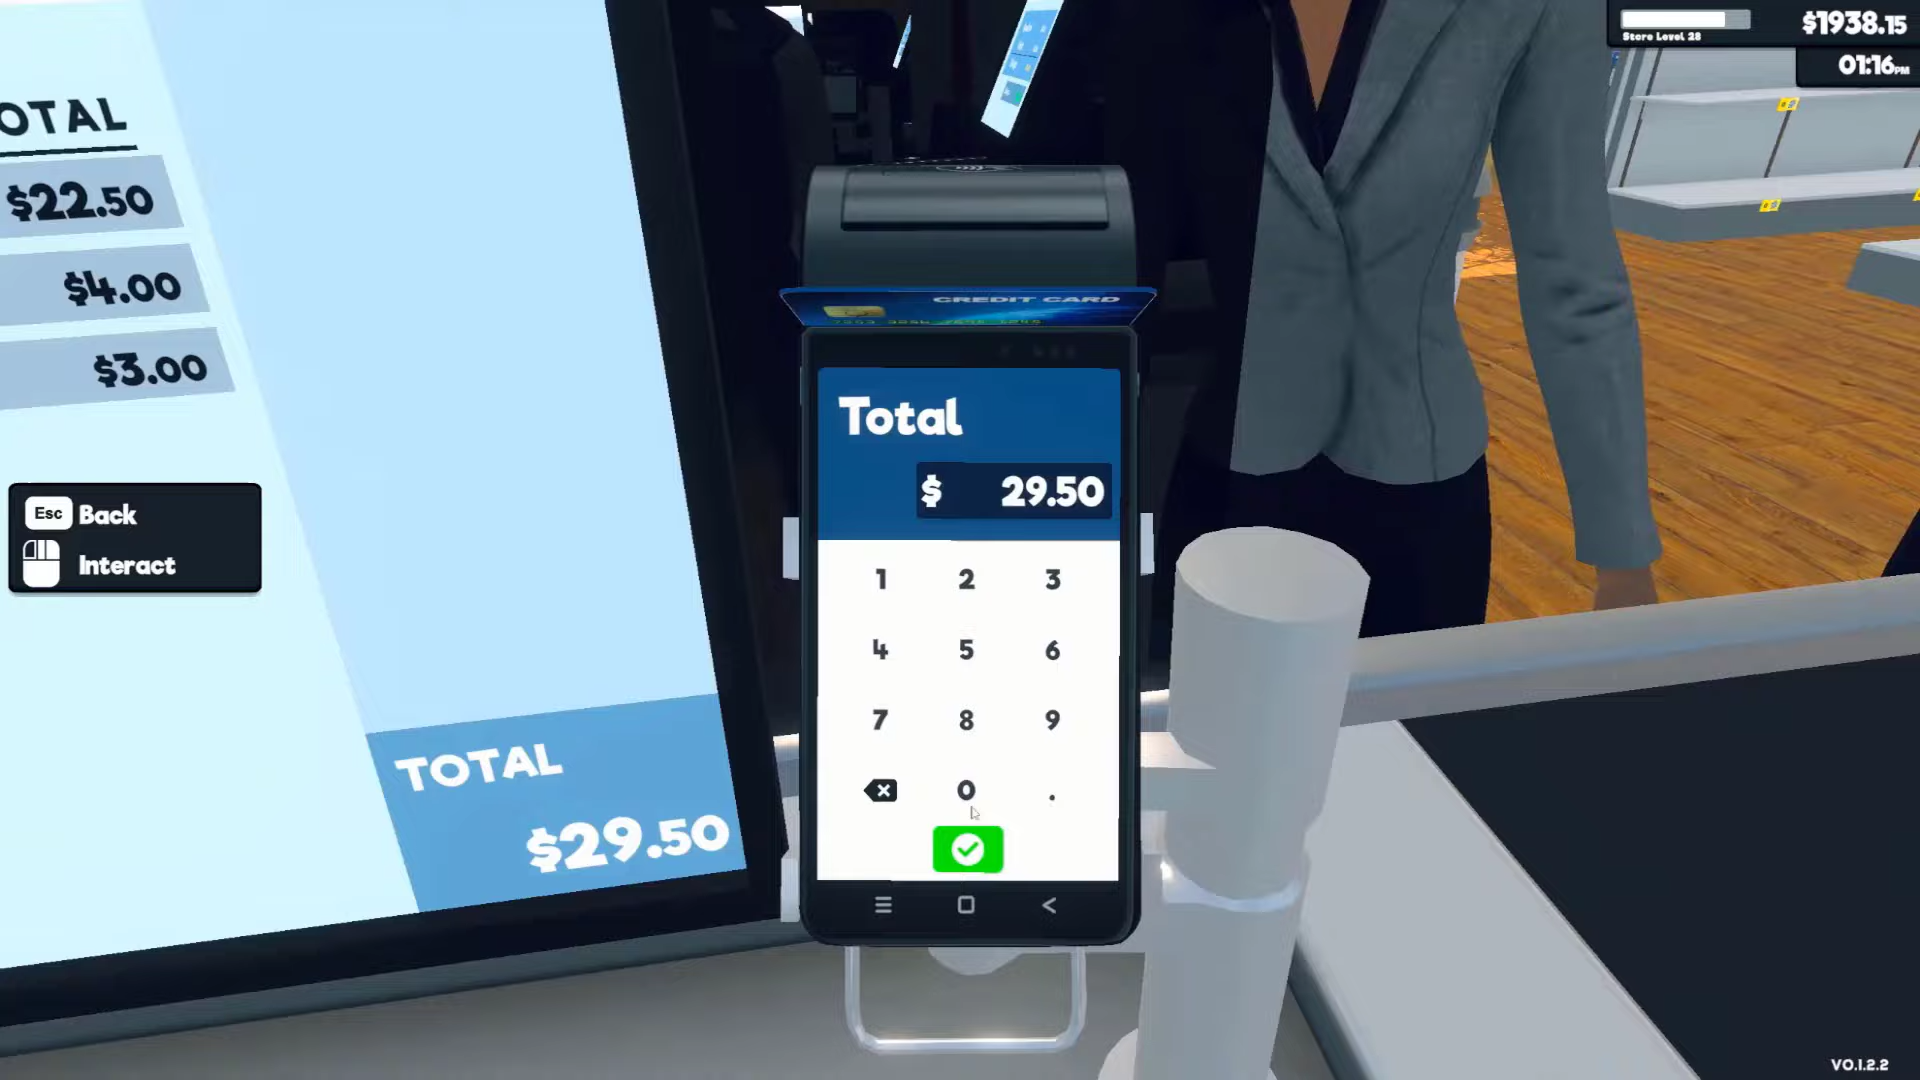 $1938.15
Store Level 28
01:16PM
OTAL
$22.50
$4.00
$3.00
CREDIT CARD
Total
$ 29.50
Esc Back
Interact
1 2 3
4 5 6
7 8 9
0 .
TOTAL
$29.50
V0.1.2.2